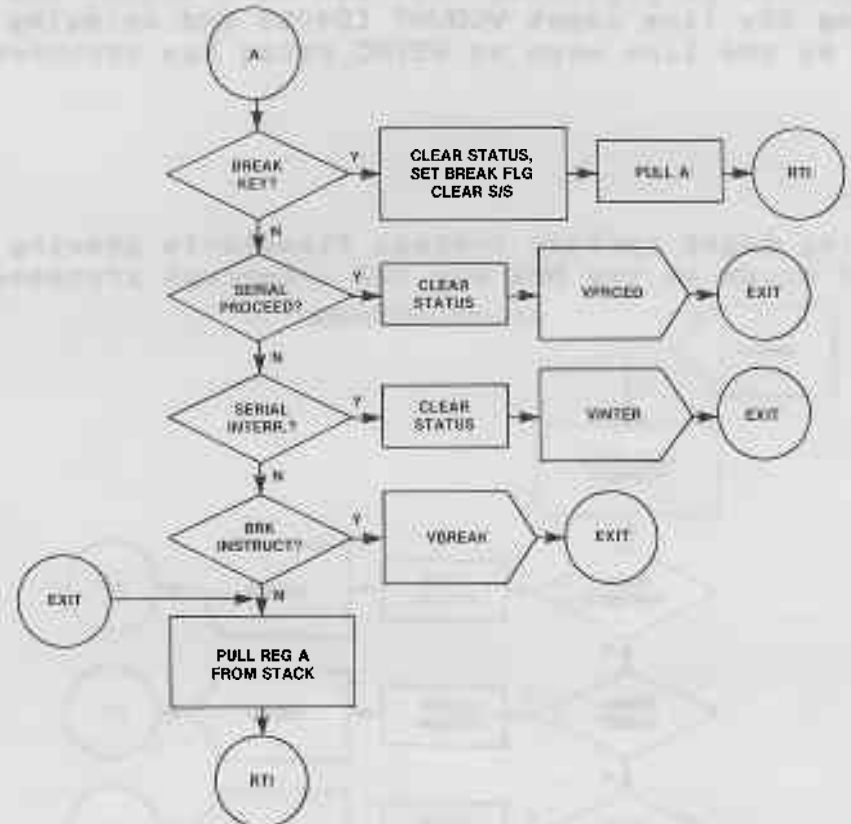 A
BREAK
KEY?
Y
CLEAR STATUS,
SET BREAK FLG
CLEAR S/S
PULL A
RTI
N
SERIAL
PROCEED?
Y
CLEAR
STATUS
VPRCED
EXIT
N
SERIAL
INTERR.?
Y
CLEAR
STATUS
VINTER
EXIT
N
BRK
INSTRUCT?
Y
VBREAK
EXIT
N
EXIT
PULL REG A
FROM STACK
RTI